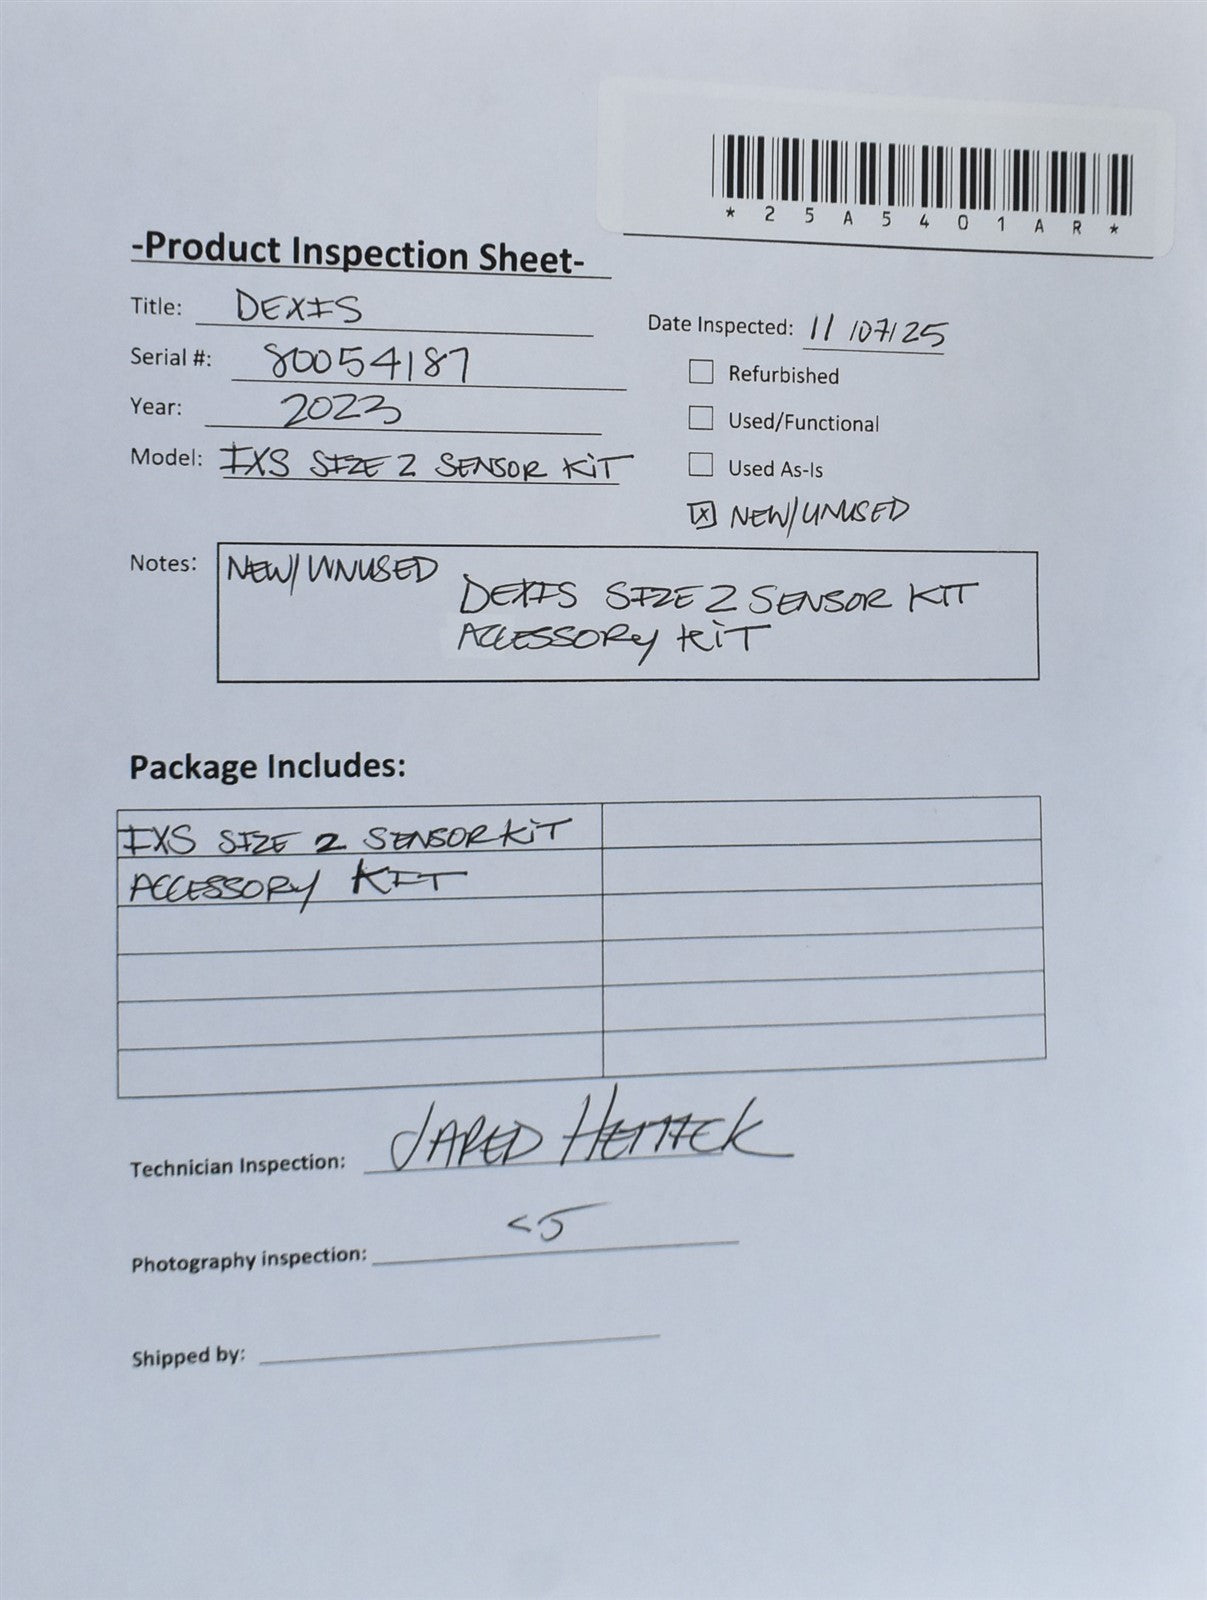 *25A5401AR*
-Product Inspection Sheet-
Title: DEXIS
Date Inspected: 11/07/25
Serial #: 80054187
Refurbished
Year: 2023
Used/Functional
Model: IXS SIZE 2 SENSOR KIT
Used As-Is
NEW/UNUSED
Notes: NEW/UNUSED
DEXIS SIZE 2 SENSOR KIT
ACCESSORY KIT
Package Includes:
IXS SIZE 2 SENSOR KIT
ACCESSORY KIT
Technician Inspection: JARED
Photography inspection:
Shipped by: